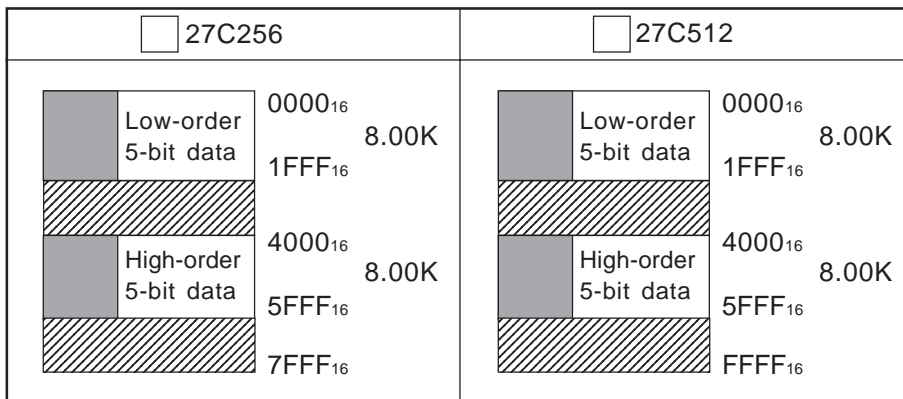 27C256
Low-order
5-bit data
0000₁₆
8.00K
1FFF₁₆
High-order
5-bit data
4000₁₆
8.00K
5FFF₁₆
7FFF₁₆
27C512
Low-order
5-bit data
0000₁₆
8.00K
1FFF₁₆
High-order
5-bit data
4000₁₆
8.00K
5FFF₁₆
FFFF₁₆